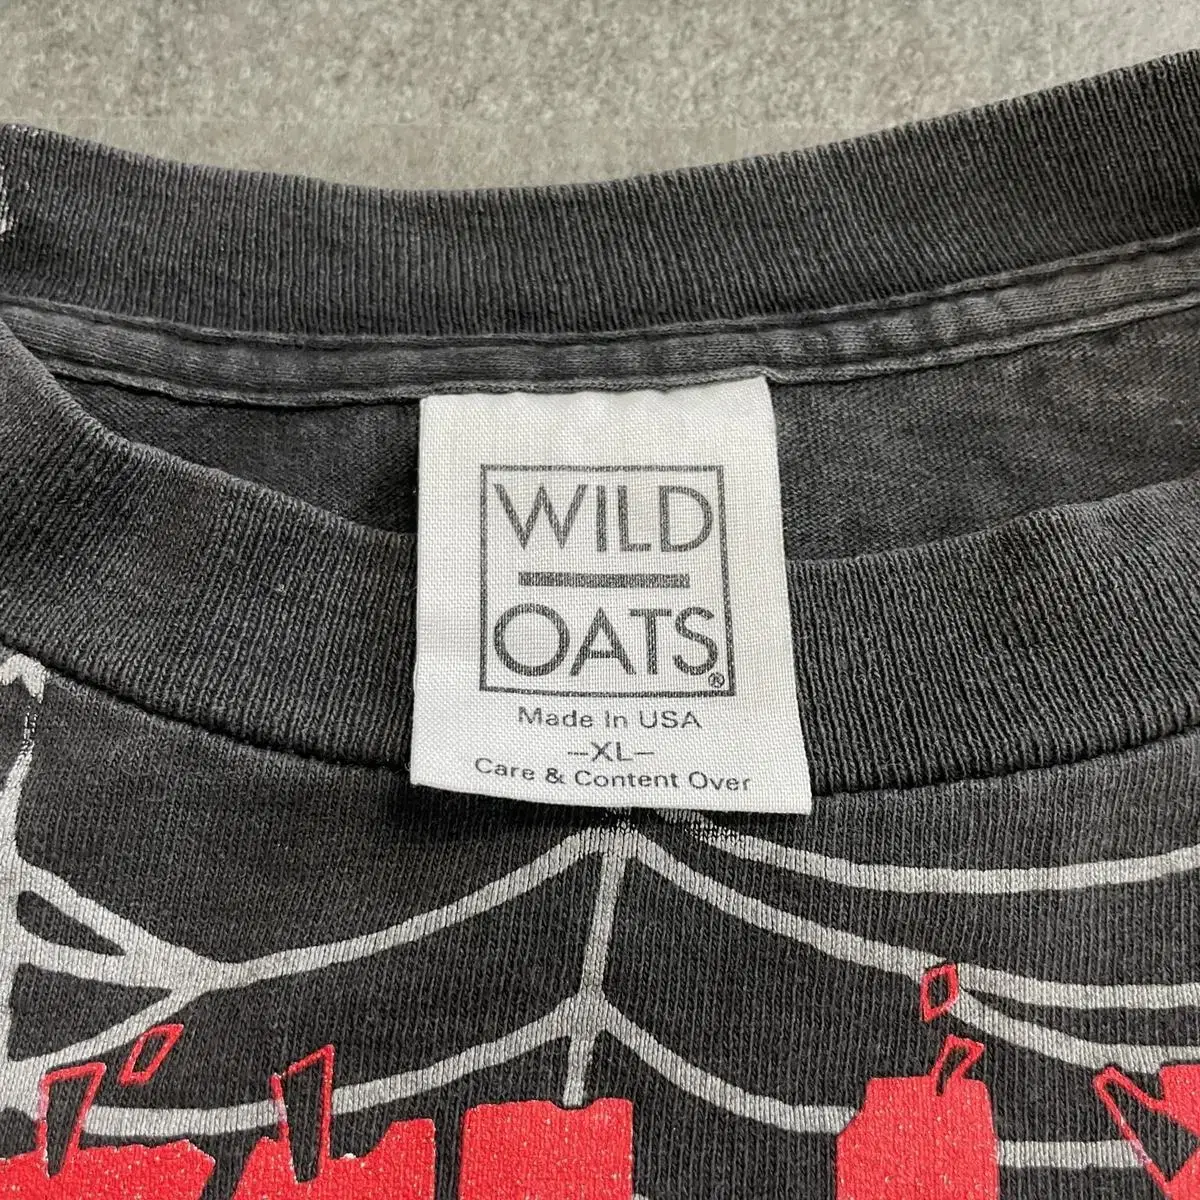 WILD
OATS®
Made In USA
–XL–
Care & Content Over